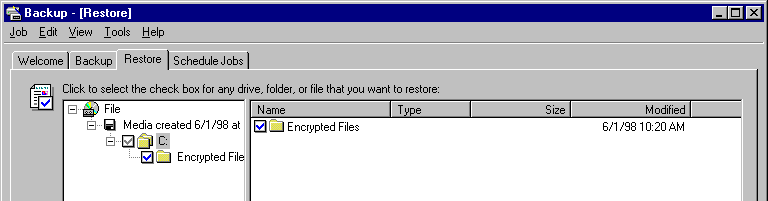 Backup - [Restore]
Job Edit View Tools Help
Welcome Backup Restore Schedule Jobs
Click to select the check box for any drive, folder, or file that you want to restore:
File
Media created 6/1/98 at
C:
Encrypted File
Name Type Size Modified
Encrypted Files 6/1/98 10:20 AM